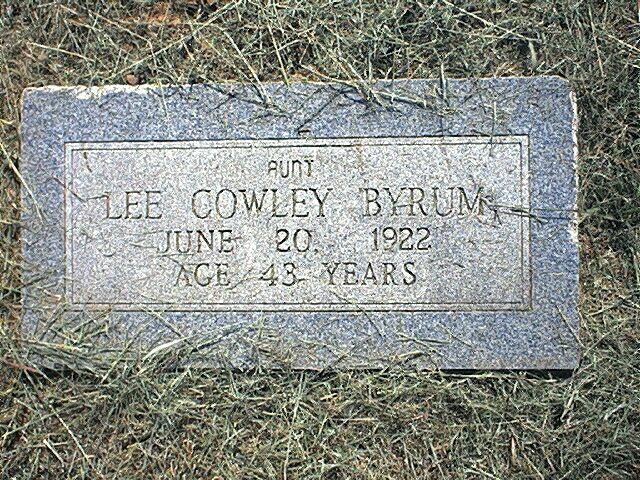 AUNT
LEE COWLEY BYRUM
JUNE 20, 1922
AGE 43 YEARS